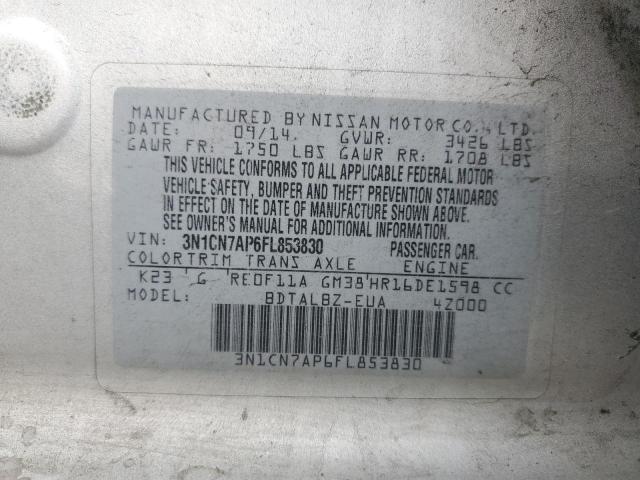 MANUFACTURED BY NISSAN MOTOR CO., LTD.
DATE: 09/14. GVWR: 3426 LBS
GAWR FR: 1750 LBS GAWR RR: 1708 LBS
THIS VEHICLE CONFORMS TO ALL APPLICABLE FEDERAL MOTOR
VEHICLE SAFETY, BUMPER AND THEFT PREVENTION STANDARDS
IN EFFECT ON THE DATE OF MANUFACTURE SHOWN ABOVE.
SEE OWNER'S MANUAL FOR ADDITIONAL INFORMATION.
VIN: 3N1CN7AP6FL853830 PASSENGER CAR.
COLOR TRIM TRANS AXLE ENGINE
K23 G RE0F11A GM38 HR16DE1598 CC
MODEL: BDTALBZ-EUA 4Z000
3N1CN7AP6FL853830